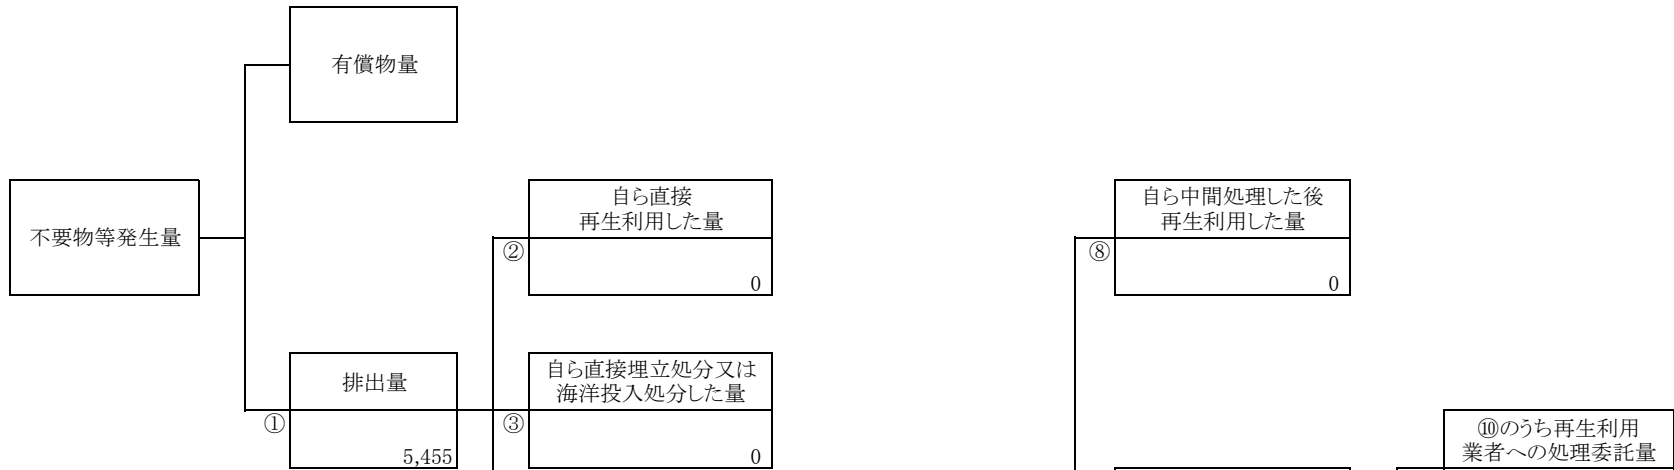 有償物量
不要物等発生量
自ら直接
再生利用した量
②
0
自ら中間処理した後
再生利用した量
⑧
0
排出量
①
5,455
自ら直接埋立処分又は
海洋投入処分した量
③
0
⑩のうち再生利用
業者への処理委託量